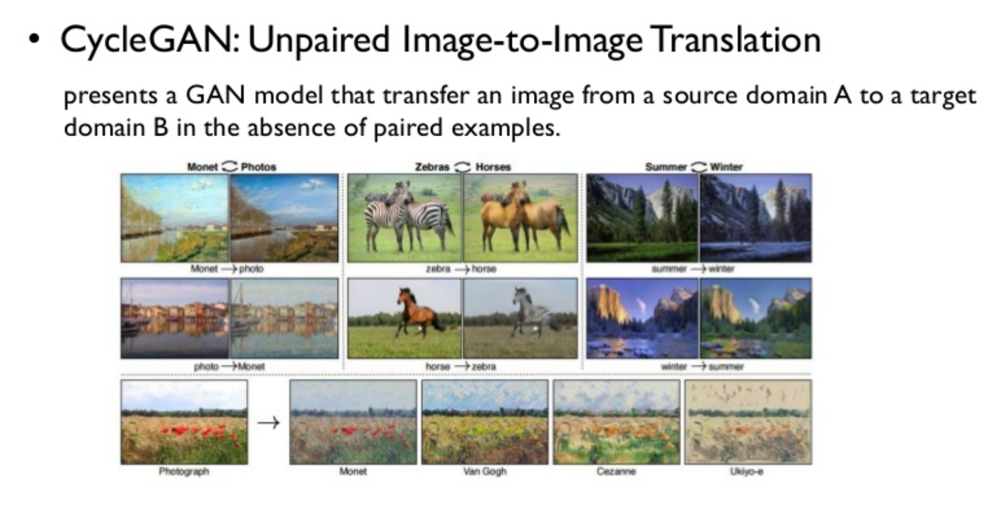 • CycleGAN: Unpaired Image-to-Image Translation
presents a GAN model that transfer an image from a source domain A to a target
domain B in the absence of paired examples.
Monet Photos
Zebras Horses
Summer Winter
Monet → photo
zebra → horse
summer → winter
photo → Monet
horse → zebra
winter → summer
→
Photograph
Monet
Van Gogh
Cezanne
Ukiyo-e